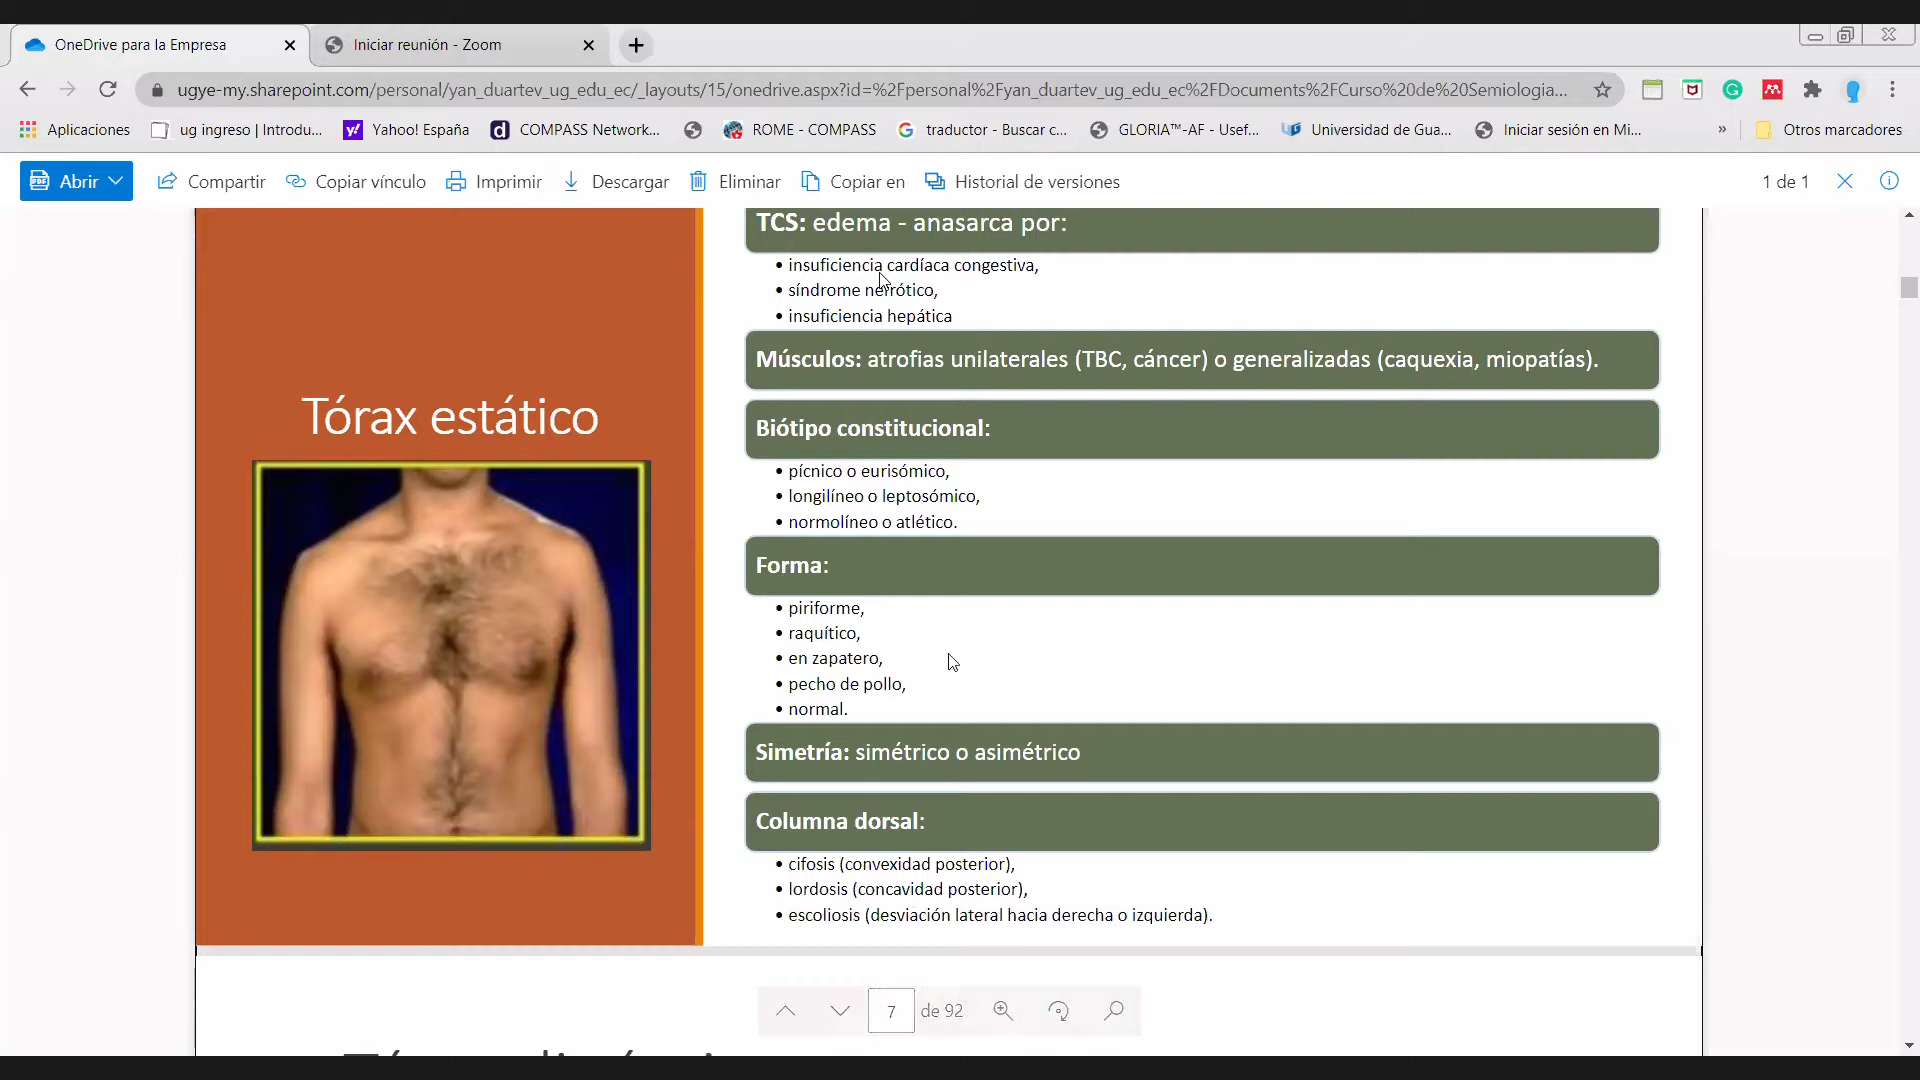 OneDrive para la Empresa
Iniciar reunión - Zoom
ugye-my.sharepoint.com/personal/yan_duartev_ug_edu_ec/_layouts/15/onedrive.aspx?id=%2Fpersonal%2Fyan_duartev_ug_edu_ec%2FDocuments%2FCurso%20de%20Semiologia...
Aplicaciones
ug ingreso | Introdu...
Yahoo! España
COMPASS Network...
ROME - COMPASS
traductor - Buscar c...
GLORIA™-AF - Usef...
Universidad de Gua...
Iniciar sesión en Mi...
»
Otros marcadores
Abrir
Compartir
Copiar vínculo
Imprimir
Descargar
Eliminar
Copiar en
Historial de versiones
1 de 1
Tórax estático
TCS: edema - anasarca por:
• insuficiencia cardíaca congestiva,
• síndrome nefrótico,
• insuficiencia hepática
Músculos: atrofias unilaterales (TBC, cáncer) o generalizadas (caquexia, miopatías).
Biótipo constitucional:
• pícnico o eurisómico,
• longilíneo o leptosómico,
• normolíneo o atlético.
Forma:
• piriforme,
• raquítico,
• en zapatero,
• pecho de pollo,
• normal.
Simetría: simétrico o asimétrico
Columna dorsal:
• cifosis (convexidad posterior),
• lordosis (concavidad posterior),
• escoliosis (desviación lateral hacia derecha o izquierda).
7 de 92